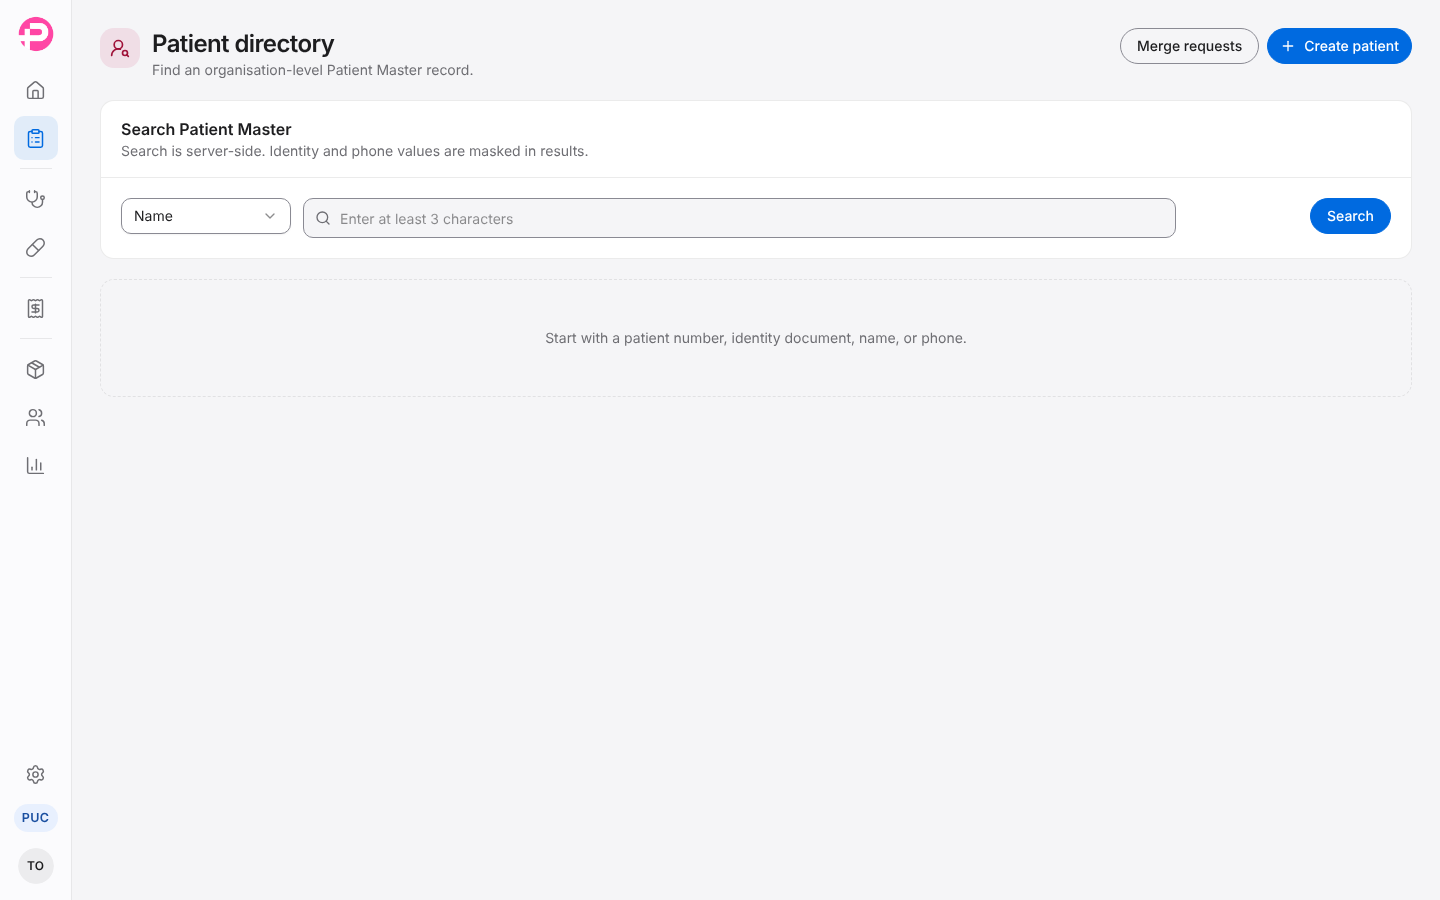 Patient directory
Find an organisation-level Patient Master record.
Merge requests
Create patient
Search Patient Master
Search is server-side. Identity and phone values are masked in results.
Name
Enter at least 3 characters
Search
Start with a patient number, identity document, name, or phone.
PUC
TO